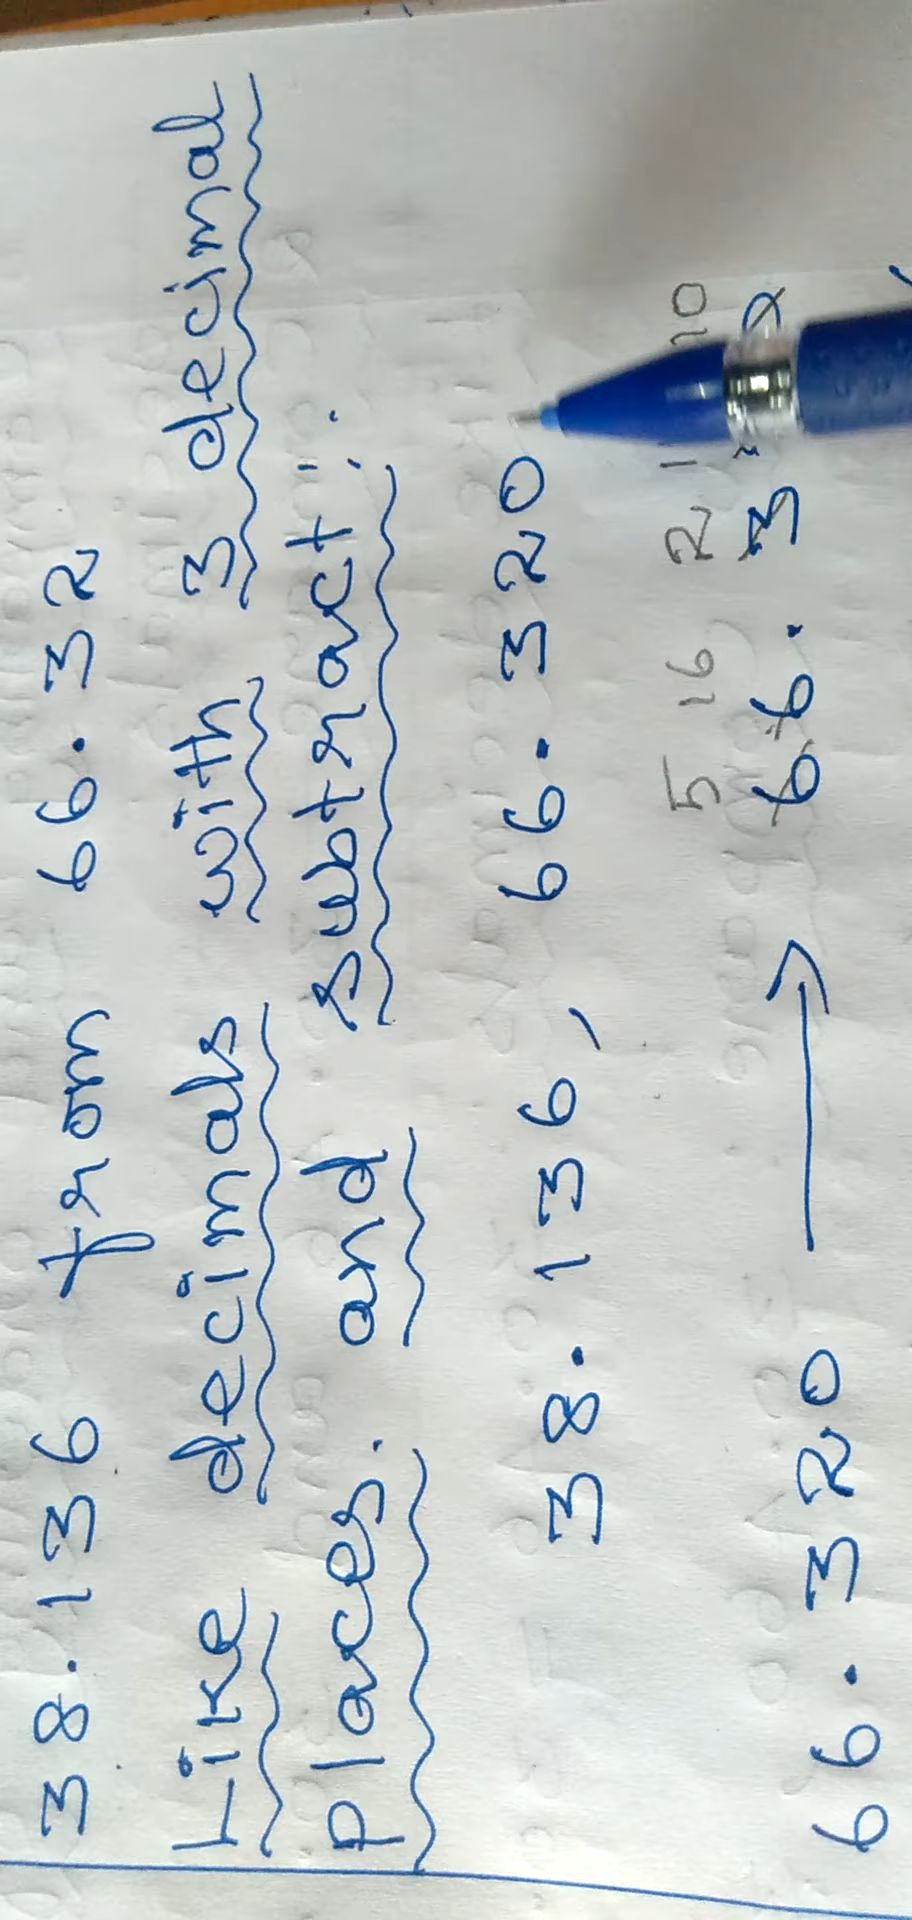 38.136 from 66.32
Like decimals with 3 decimal
places. and subtract:
38.136, 66.320
5 16 2 1 10
66.320 → 66.3